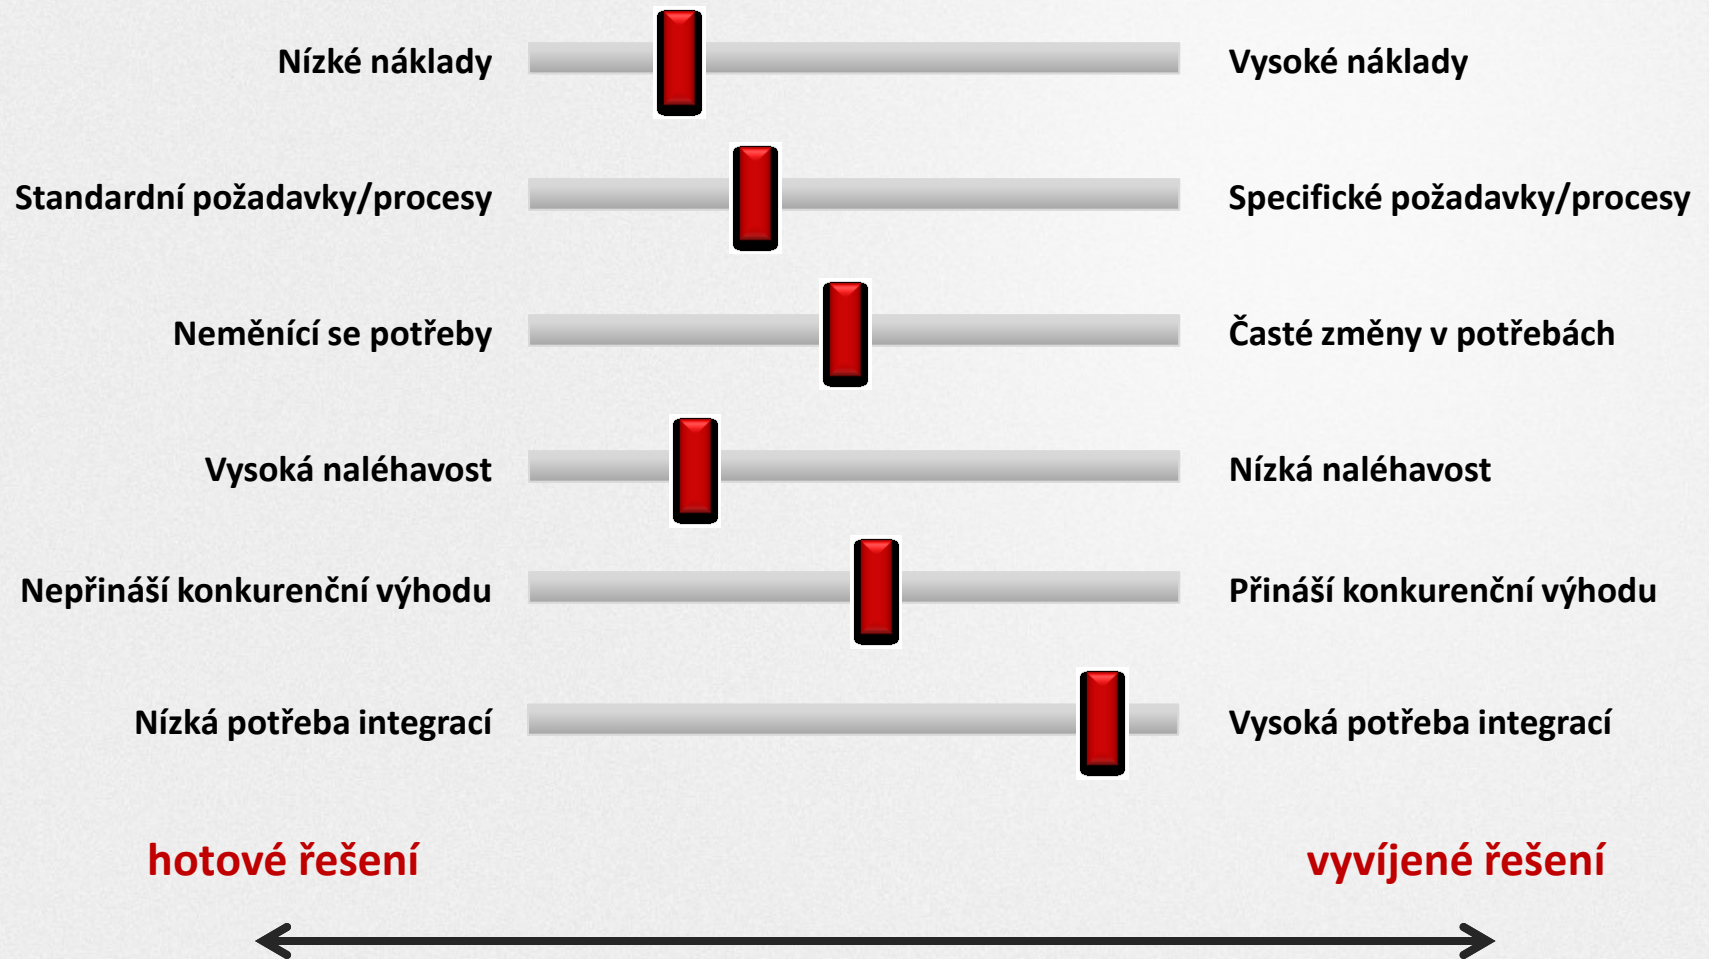 Nízké náklady
Vysoké náklady
Standardní požadavky/procesy
Specifické požadavky/procesy
Neměnící se potřeby
Časté změny v potřebách
Vysoká naléhavost
Nízká naléhavost
Nepřináší konkurenční výhodu
Přináší konkurenční výhodu
Nízká potřeba integrací
Vysoká potřeba integrací
hotové řešení
vyvíjené řešení